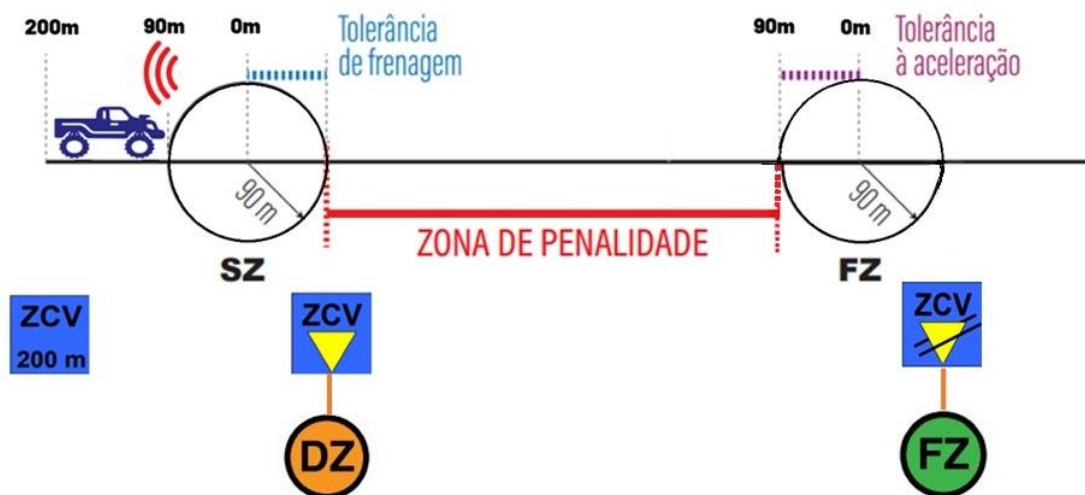 200m 90m 0m
Tolerância
de frenagem
90m 0m
Tolerância
à aceleração
90 m
90 m
ZONA DE PENALIDADE
SZ
FZ
ZCV
200 m
ZCV
ZCV
DZ
FZ